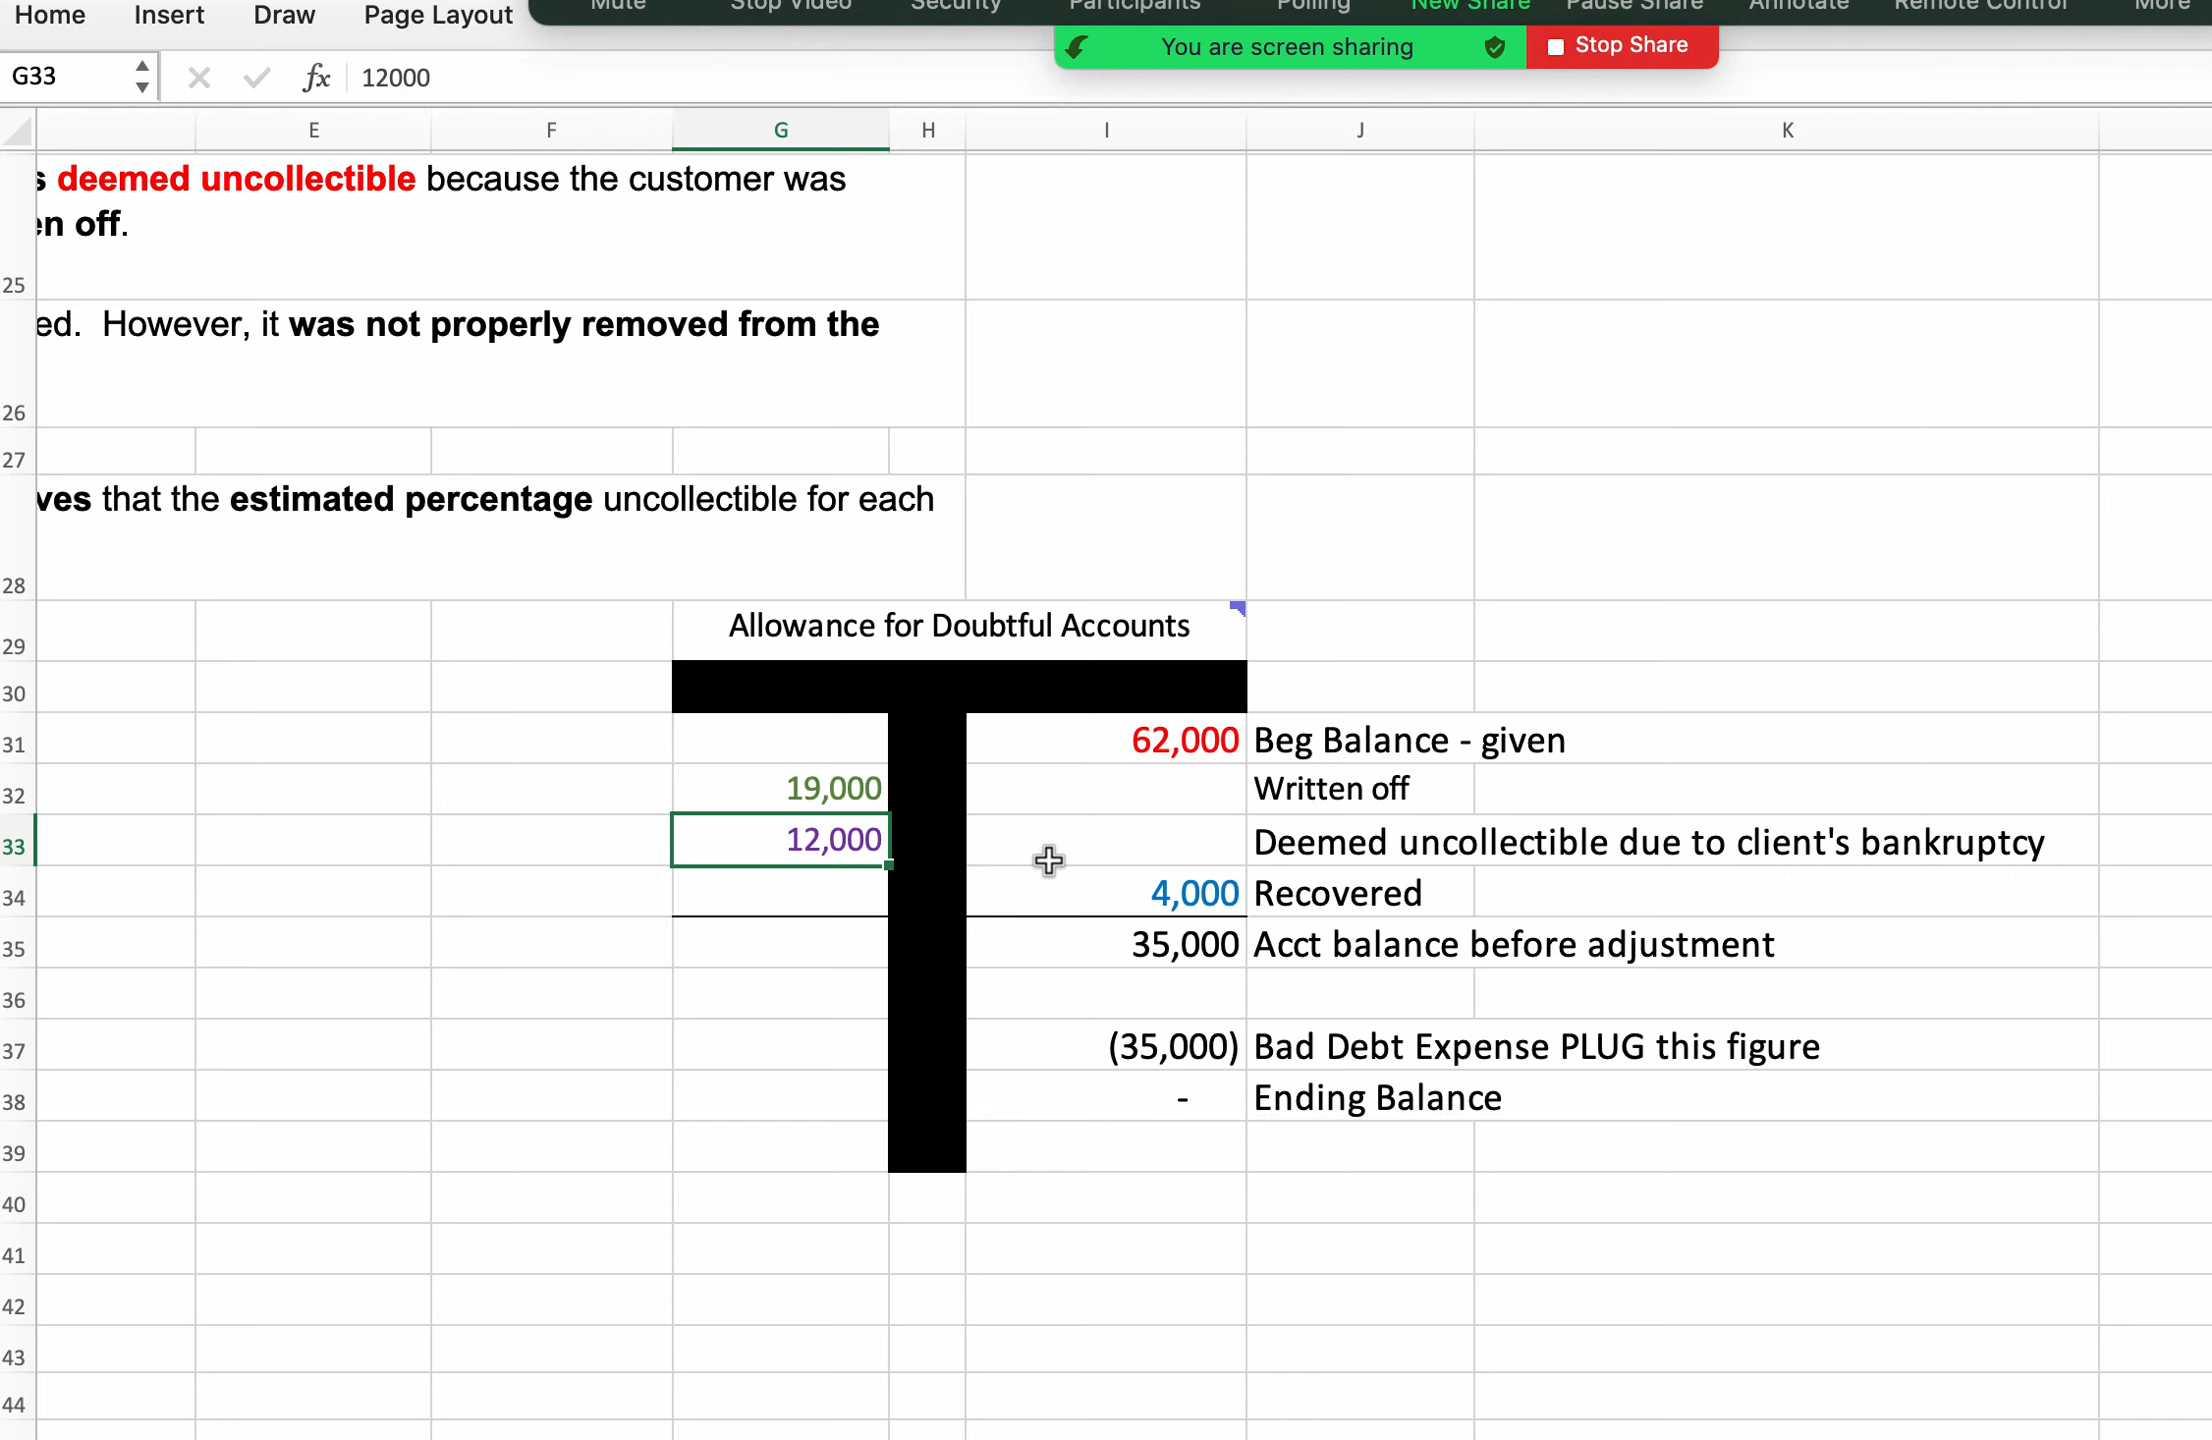 Home Insert Draw Page Layout Mute Stop Video Security Participants Polling New Share Pause Share Annotate Remote Control More
You are screen sharing Stop Share
G33 fx 12000
E F G H I J K
s deemed uncollectible because the customer was
en off.
25
ed. However, it was not properly removed from the
26
27
ves that the estimated percentage uncollectible for each
28
29 Allowance for Doubtful Accounts
30
31 62,000 Beg Balance - given
32 19,000 Written off
33 12,000 Deemed uncollectible due to client's bankruptcy
34 4,000 Recovered
35 35,000 Acct balance before adjustment
36
37 (35,000) Bad Debt Expense PLUG this figure
38 - Ending Balance
39
40
41
42
43
44